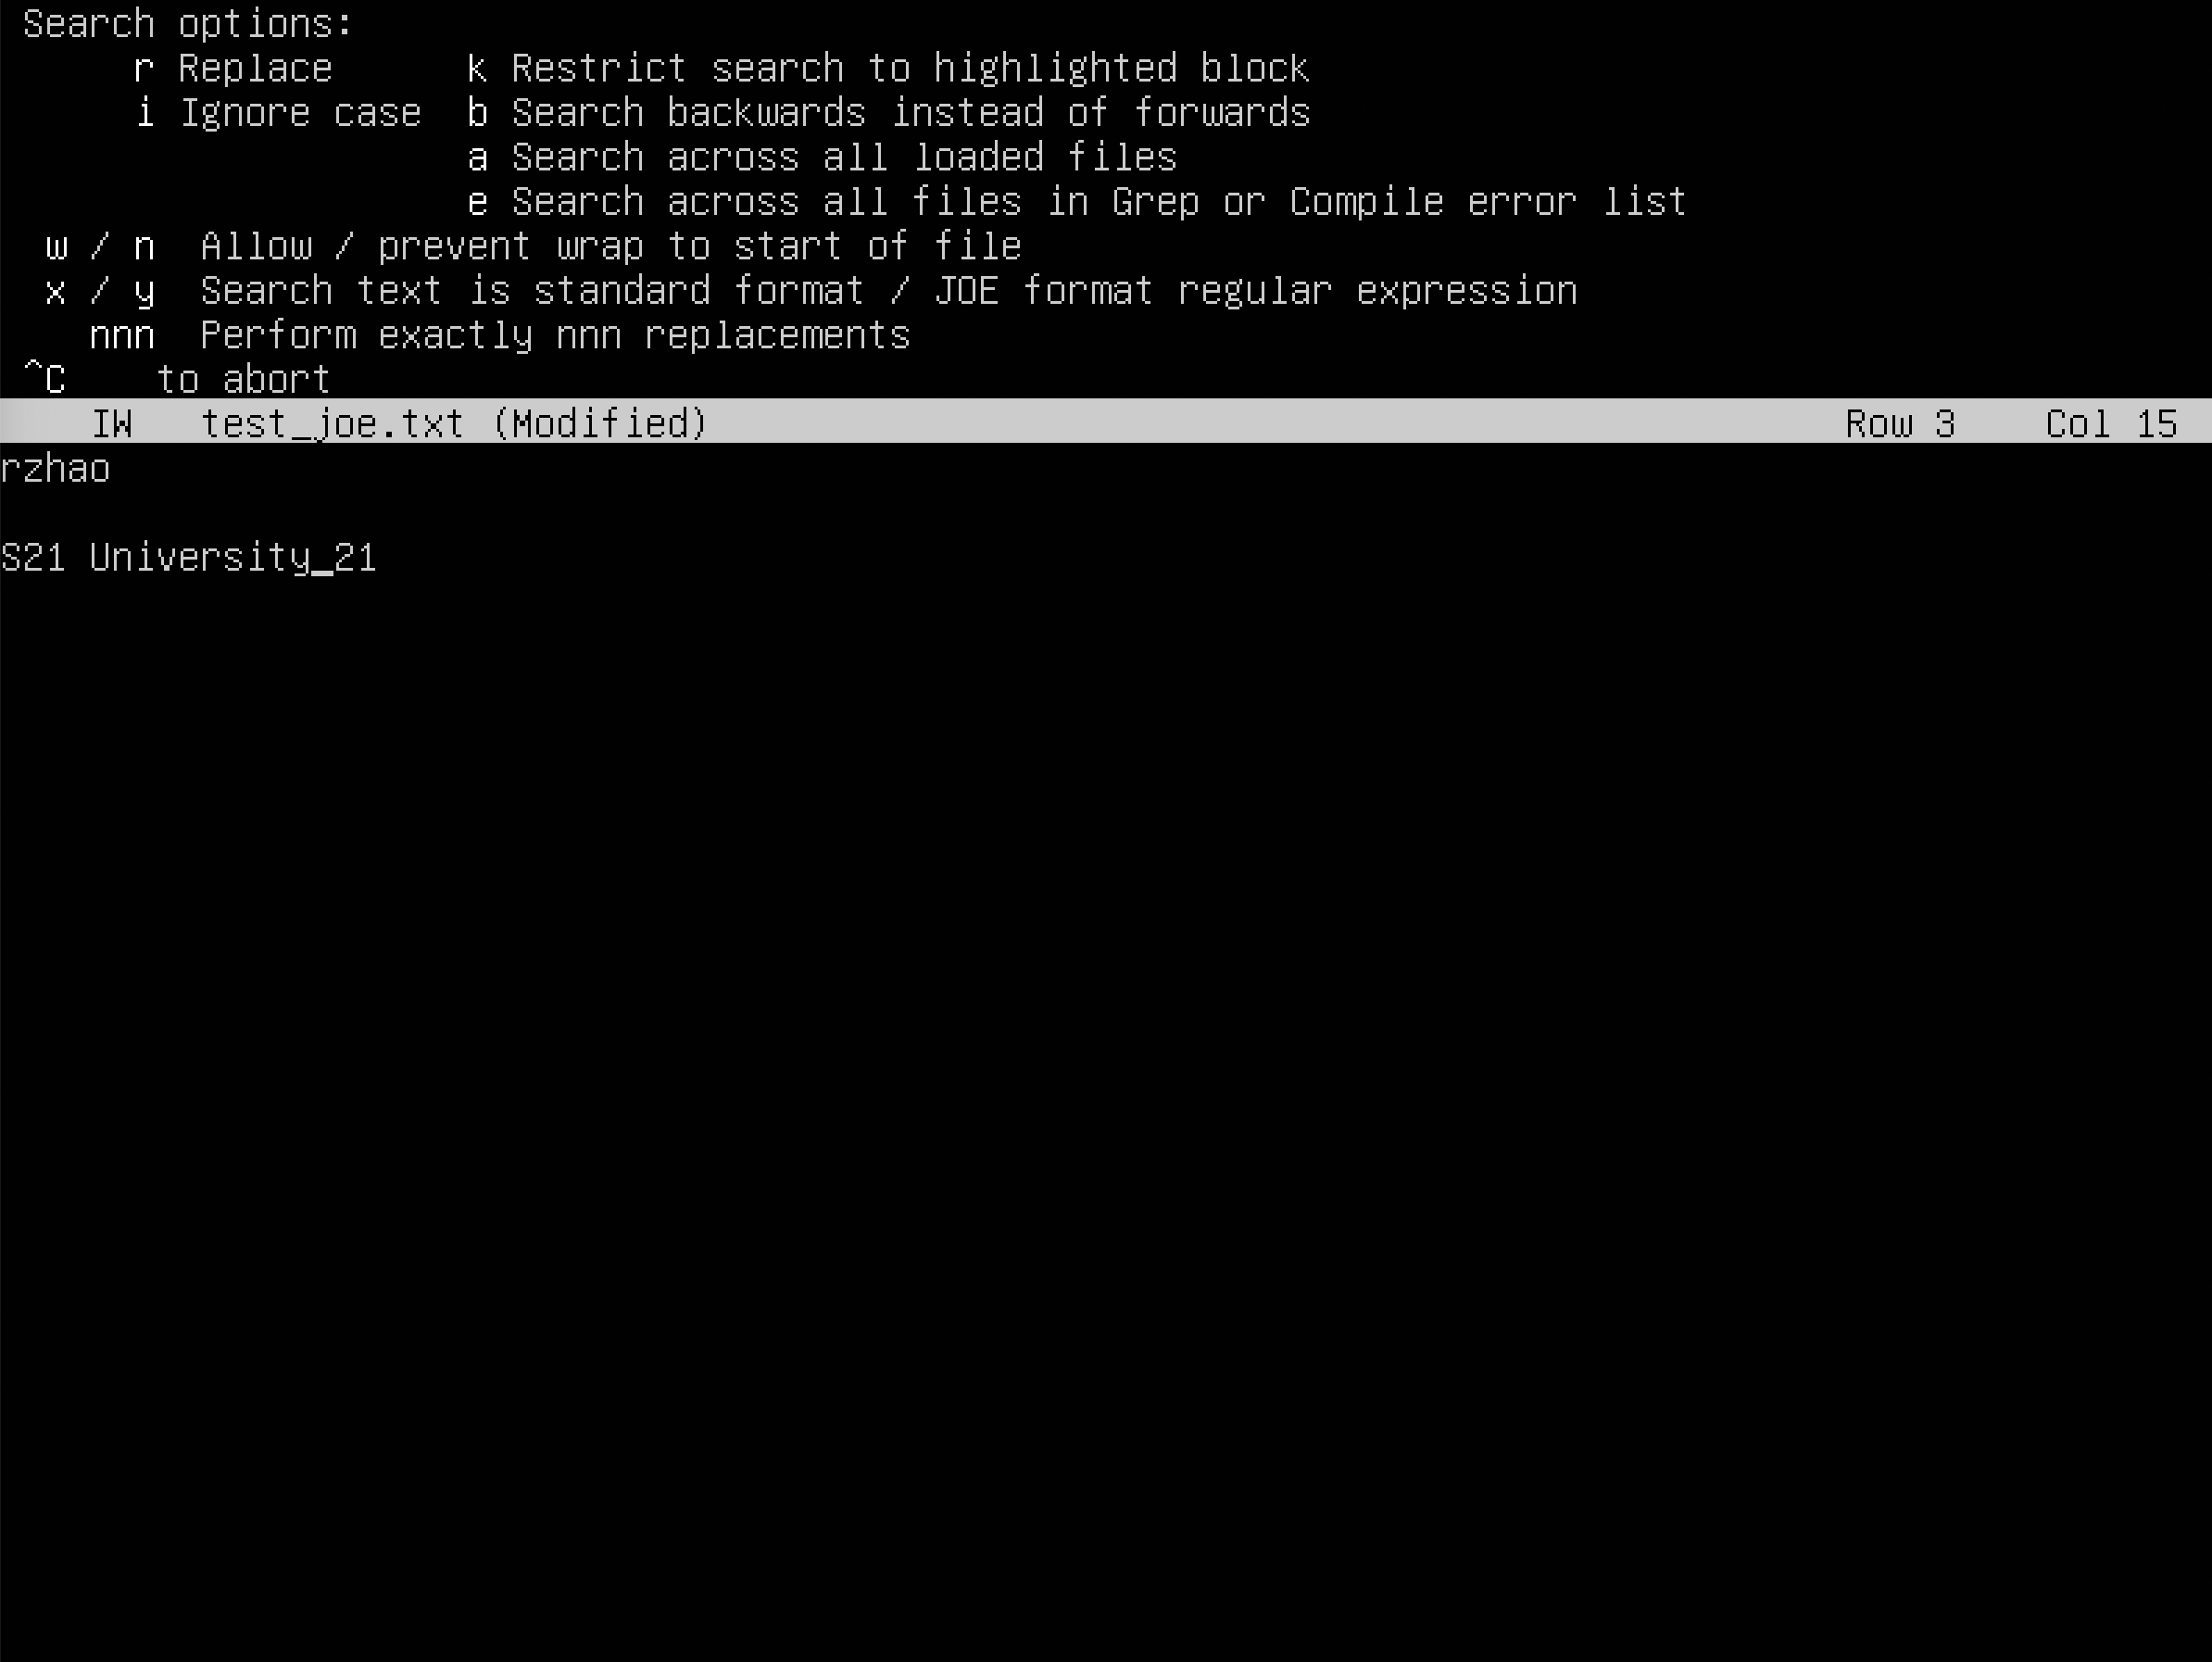 Search options:
r Replace k Restrict search to highlighted block
i Ignore case b Search backwards instead of forwards
a Search across all loaded files
e Search across all files in Grep or Compile error list
w / n Allow / prevent wrap to start of file
x / y Search text is standard format / JOE format regular expression
nnn Perform exactly nnn replacements
^C to abort
IW test_joe.txt (Modified) Row 3 Col 15
rzhao
S21 University_21